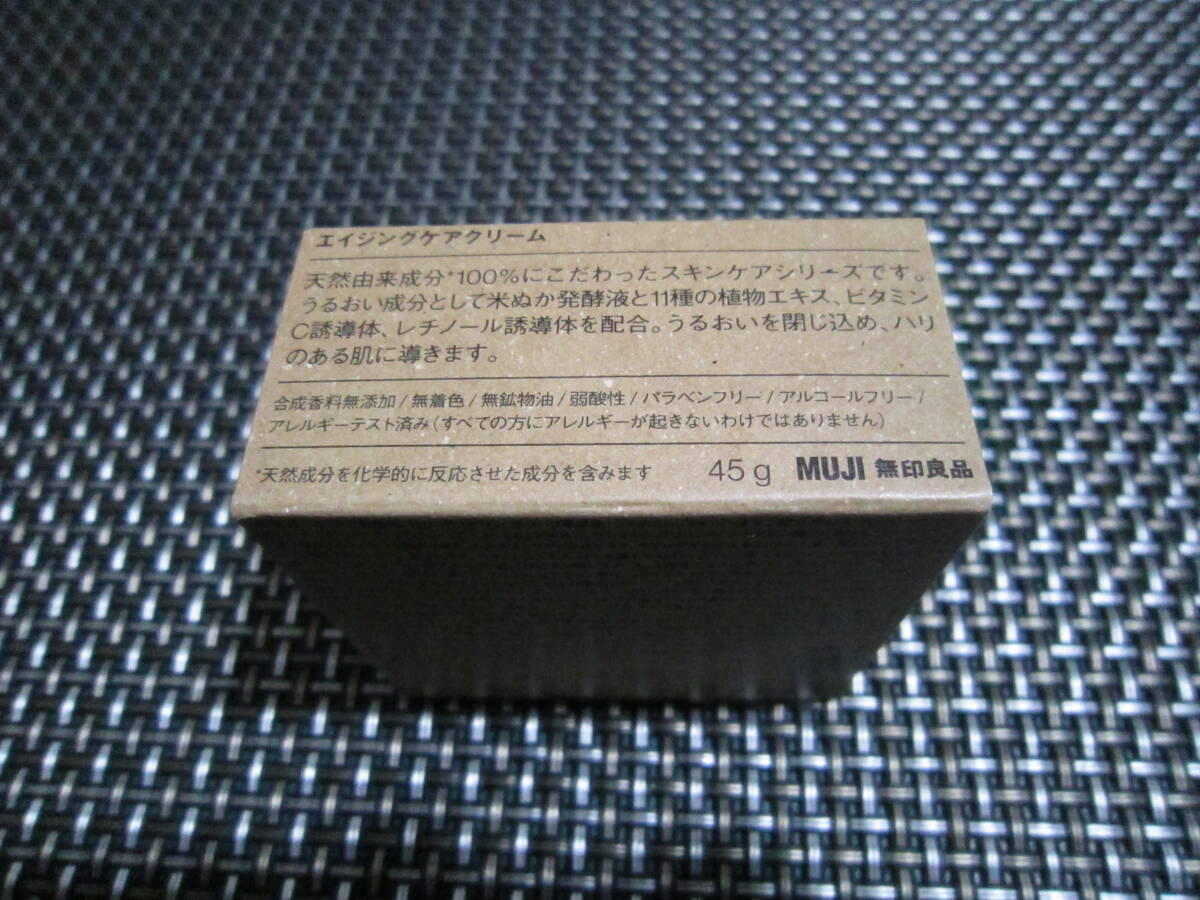 エイジングケアクリーム
天然由来成分*100%にこだわったスキンケアシリーズです。
うるおい成分として米ぬか発酵液と11種の植物エキス、ビタミン
C誘導体、レチノール誘導体を配合。うるおいを閉じ込め、ハリ
のある肌に導きます。
合成香料無添加/無着色/無鉱物油/弱酸性/パラベンフリー/アルコールフリー/
アレルギーテスト済み(すべての方にアレルギーが起きないわけではありません)
*天然成分を化学的に反応させた成分を含みます 45g MUJI 無印良品